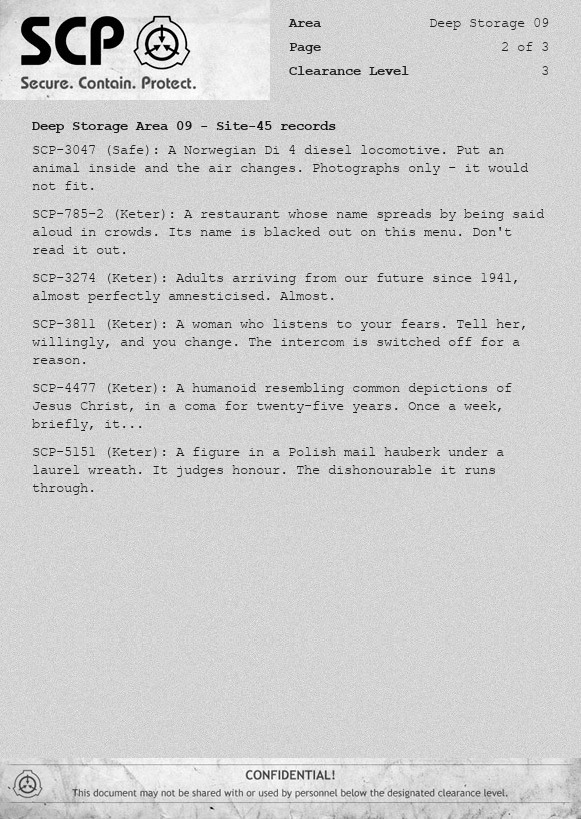 SCP
Secure. Contain. Protect.
Area Deep Storage 09
Page 2 of 3
Clearance Level 3
Deep Storage Area 09 - Site-45 records
SCP-3047 (Safe): A Norwegian Di 4 diesel locomotive. Put an
animal inside and the air changes. Photographs only - it would
not fit.
SCP-785-2 (Keter): A restaurant whose name spreads by being said
aloud in crowds. Its name is blacked out on this menu. Don't
read it out.
SCP-3274 (Keter): Adults arriving from our future since 1941,
almost perfectly amnesticised. Almost.
SCP-3811 (Keter): A woman who listens to your fears. Tell her,
willingly, and you change. The intercom is switched off for a
reason.
SCP-4477 (Keter): A humanoid resembling common depictions of
Jesus Christ, in a coma for twenty-five years. Once a week,
briefly, it...
SCP-5151 (Keter): A figure in a Polish mail hauberk under a
laurel wreath. It judges honour. The dishonourable it runs
through.
CONFIDENTIAL!
This document may not be shared with or used by personnel below the designated clearance level.